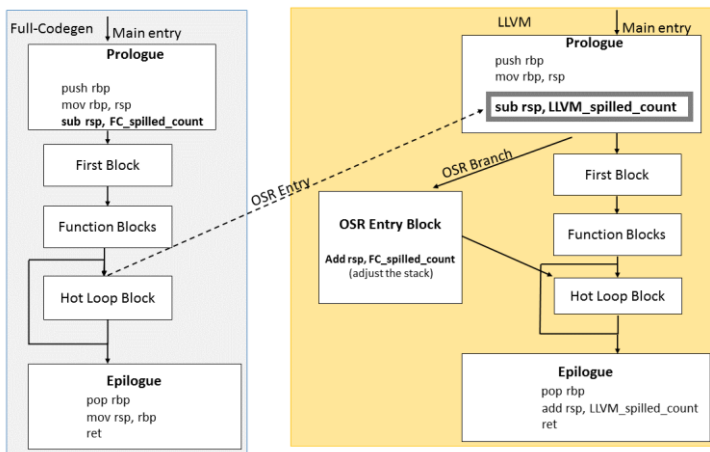 Full-Codegen
Main entry
Prologue
push rbp
mov rbp, rsp
sub rsp, FC_spilled_count
First Block
Function Blocks
Hot Loop Block
Epilogue
pop rbp
mov rsp, rbp
ret
OSR Entry
LLVM
Main entry
Prologue
push rbp
mov rbp, rsp
sub rsp, LLVM_spilled_count
OSR Branch
OSR Entry Block
Add rsp, FC_spilled_count
(adjust the stack)
First Block
Function Blocks
Hot Loop Block
Epilogue
pop rbp
add rsp, LLVM_spilled_count
ret